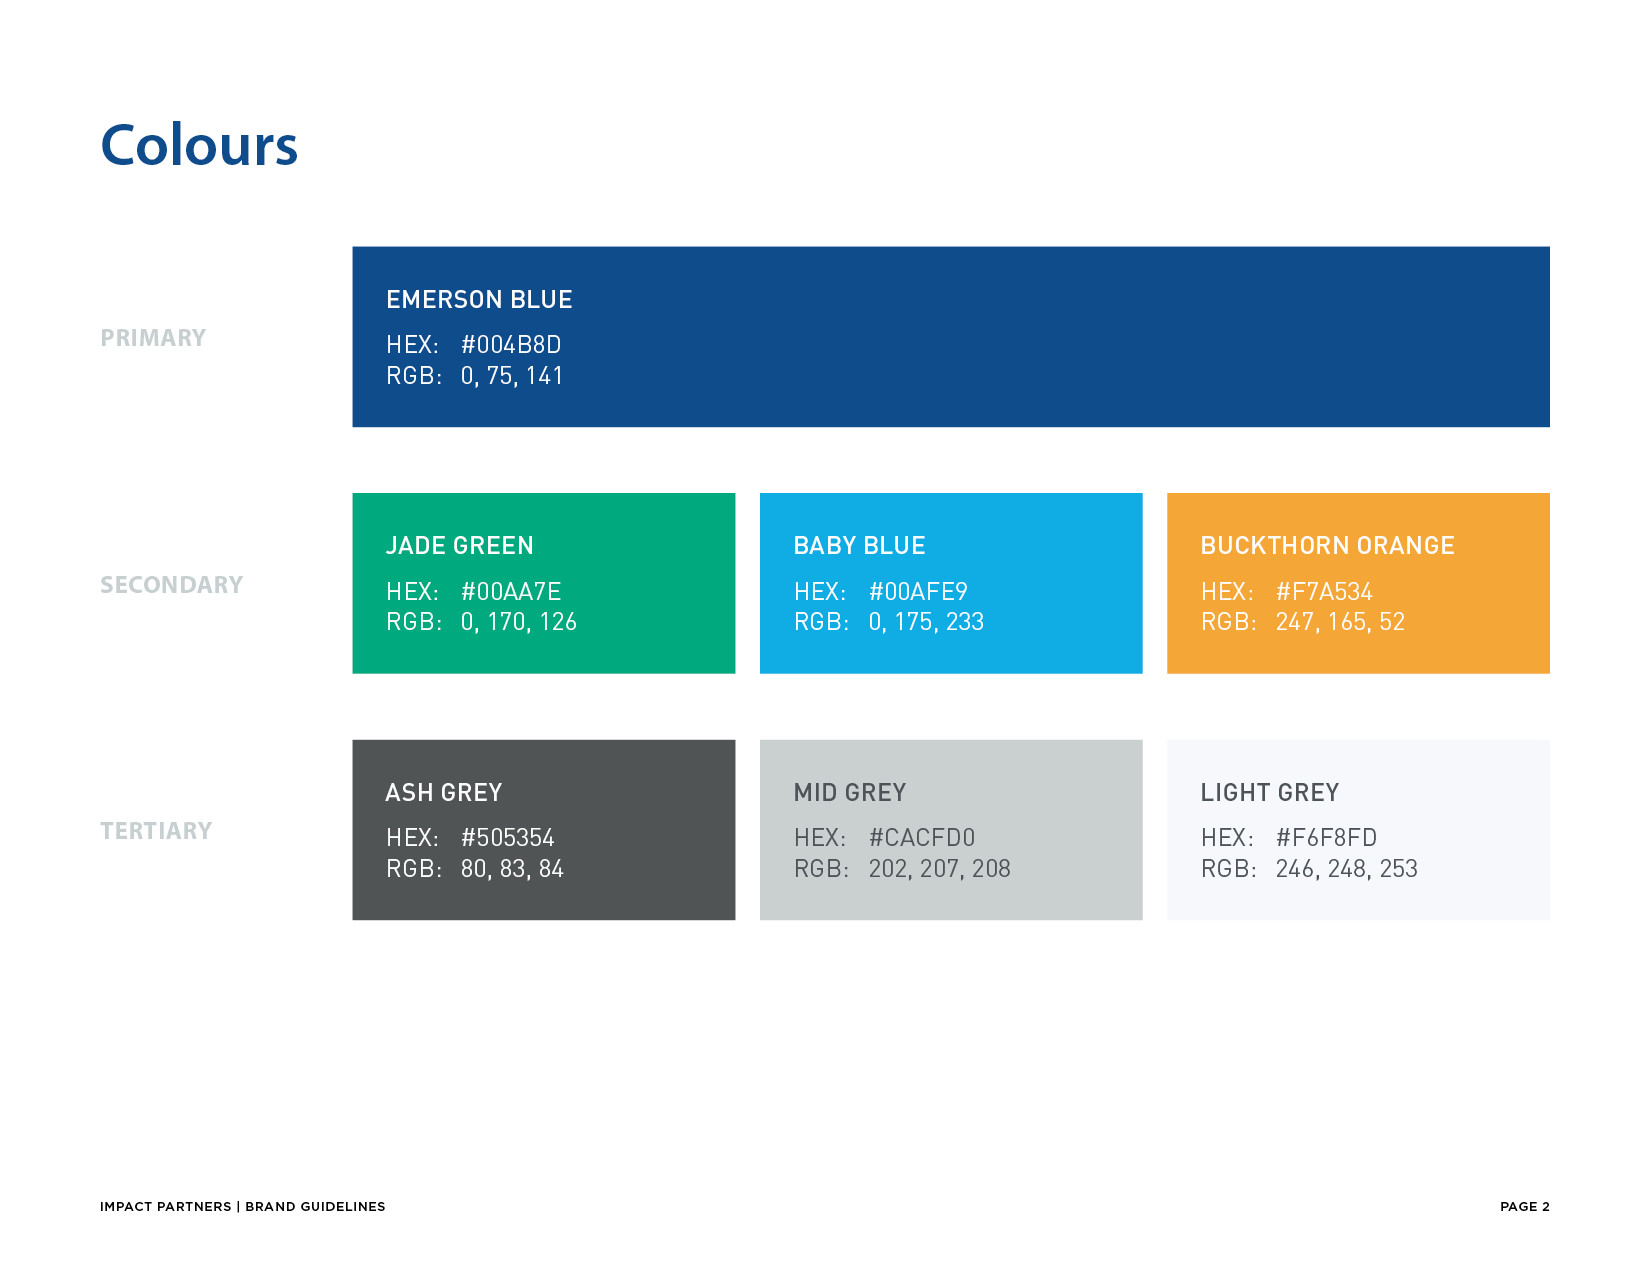 Colours
PRIMARY
EMERSON BLUE
HEX: #004B8D
RGB: 0, 75, 141
SECONDARY
JADE GREEN
HEX: #00AA7E
RGB: 0, 170, 126
BABY BLUE
HEX: #00AFE9
RGB: 0, 175, 233
BUCKTHORN ORANGE
HEX: #F7A534
RGB: 247, 165, 52
TERTIARY
ASH GREY
HEX: #505354
RGB: 80, 83, 84
MID GREY
HEX: #CACFD0
RGB: 202, 207, 208
LIGHT GREY
HEX: #F6F8FD
RGB: 246, 248, 253
IMPACT PARTNERS | BRAND GUIDELINES
PAGE 2